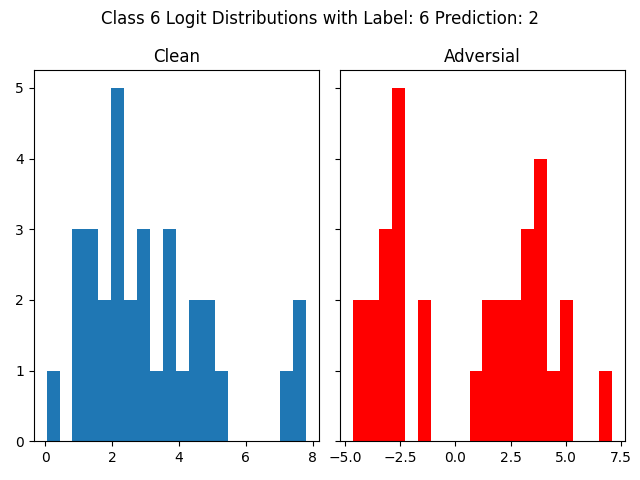 Class 6 Logit Distributions with Label: 6 Prediction: 2
Clean
Adversial
5
4
3
2
1
0
0 2 4 6 8
−5.0 −2.5 0.0 2.5 5.0 7.5